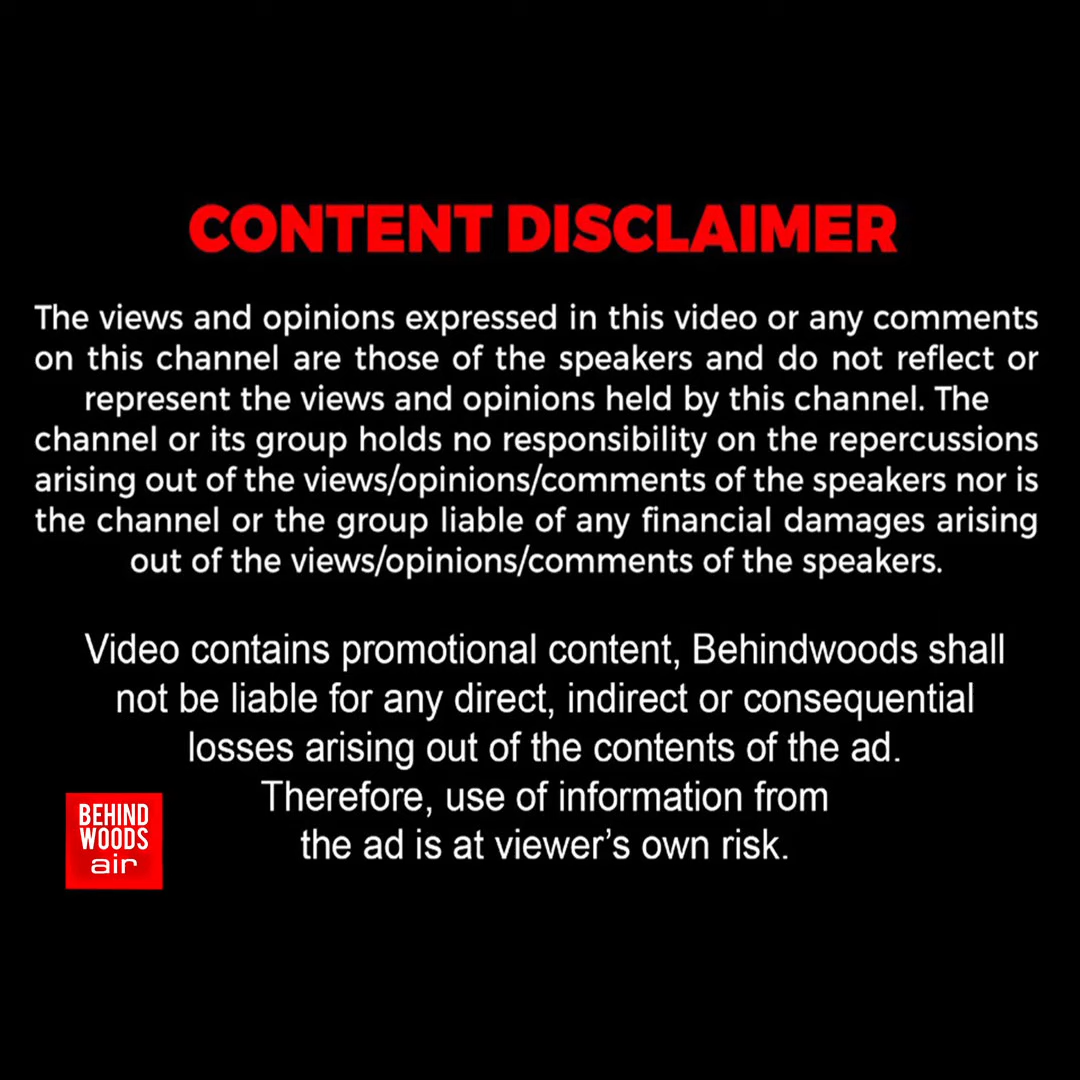 CONTENT DISCLAIMER
The views and opinions expressed in this video or any comments
on this channel are those of the speakers and do not reflect or
represent the views and opinions held by this channel. The
channel or its group holds no responsibility on the repercussions
arising out of the views/opinions/comments of the speakers nor is
the channel or the group liable of any financial damages arising
out of the views/opinions/comments of the speakers.
Video contains promotional content, Behindwoods shall
not be liable for any direct, indirect or consequential
losses arising out of the contents of the ad.
Therefore, use of information from
the ad is at viewer’s own risk.
BEHIND
WOODS
air